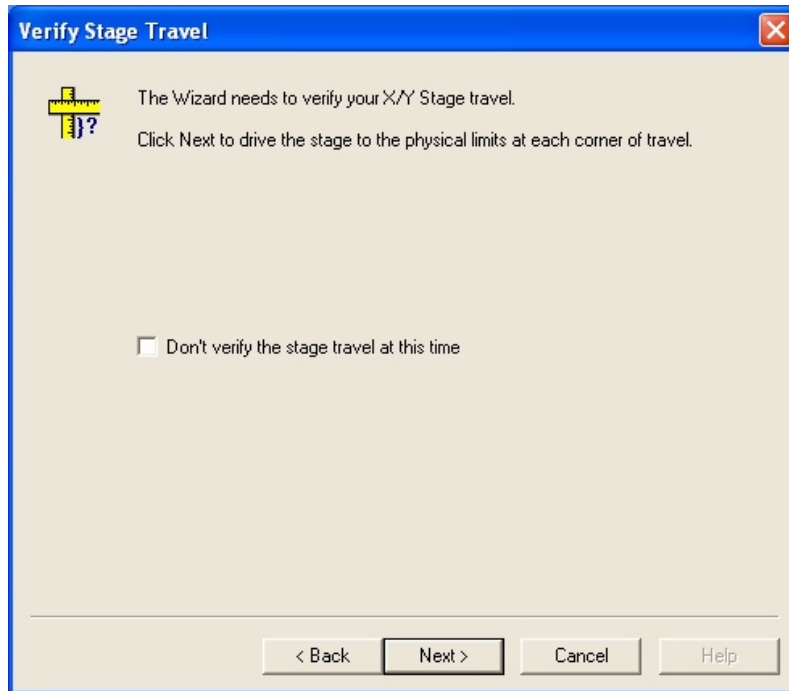 Verify Stage Travel
The Wizard needs to verify your X/Y Stage travel.
Click Next to drive the stage to the physical limits at each corner of travel.
}?
Don't verify the stage travel at this time
< Back
Next >
Cancel
Help